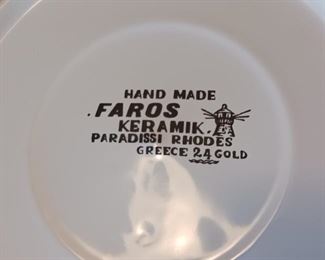 HAND MADE
.FAROS
KERAMIK.
PARADISSI RHODES
GREECE 24 GOLD